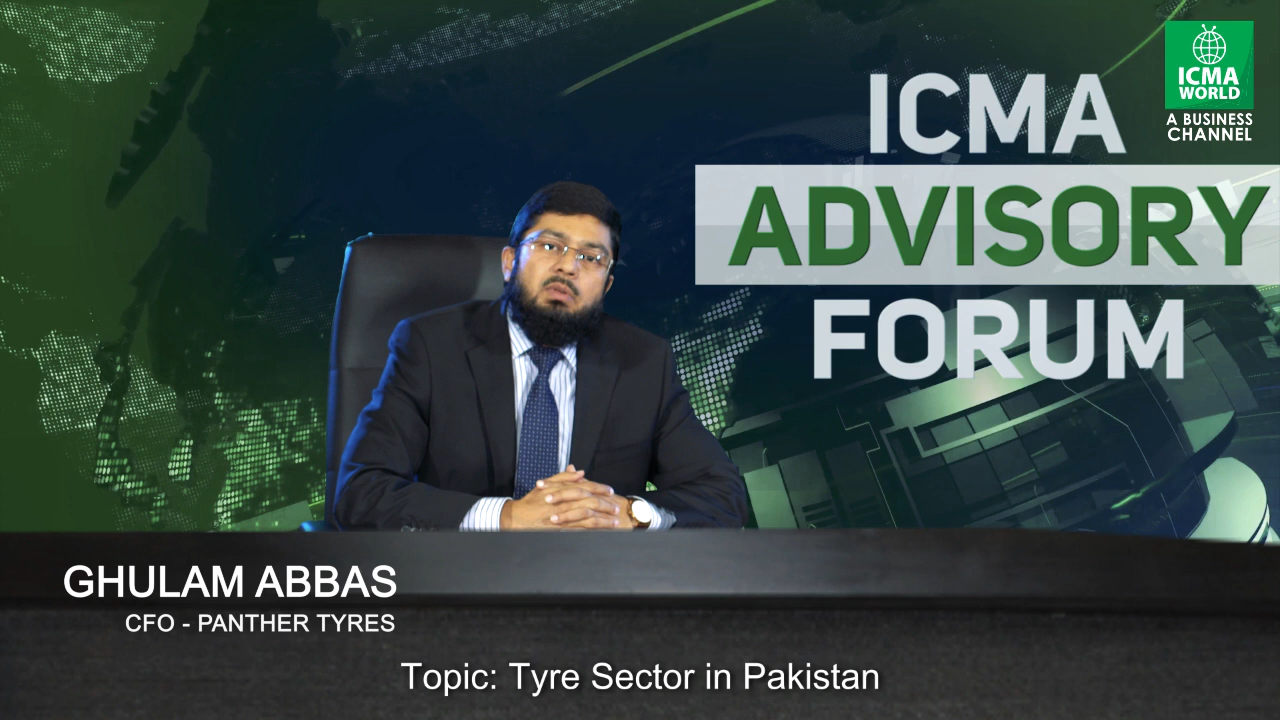 ICMA
ADVISORY
FORUM
ICMA
WORLD
A BUSINESS
CHANNEL
GHULAM ABBAS
CFO - PANTHER TYRES
Topic: Tyre Sector in Pakistan